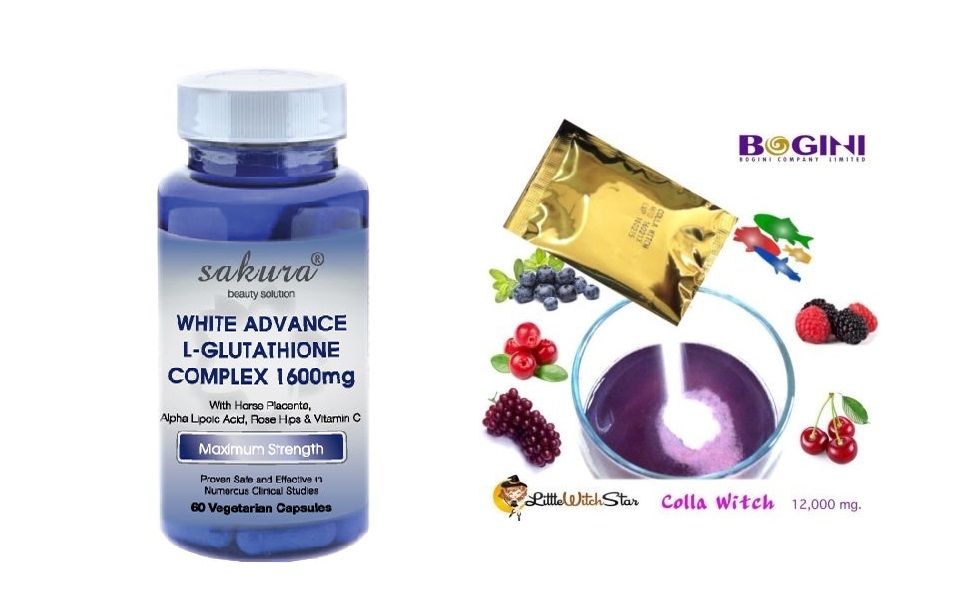 sakura®
beauty solution
WHITE ADVANCE
L-GLUTATHIONE
COMPLEX 1600mg
With Horse Placenta,
Alpha Lipoic Acid, Rose Hips & Vitamin C
Maximum Strength
Proven Safe and Effective in
Numerous Clinical Studies
60 Vegetarian Capsules
BOGINI
BOGINI COMPANY LIMITED
COLLA WITCH
LittleWitchStar
Colla Witch
12,000 mg.